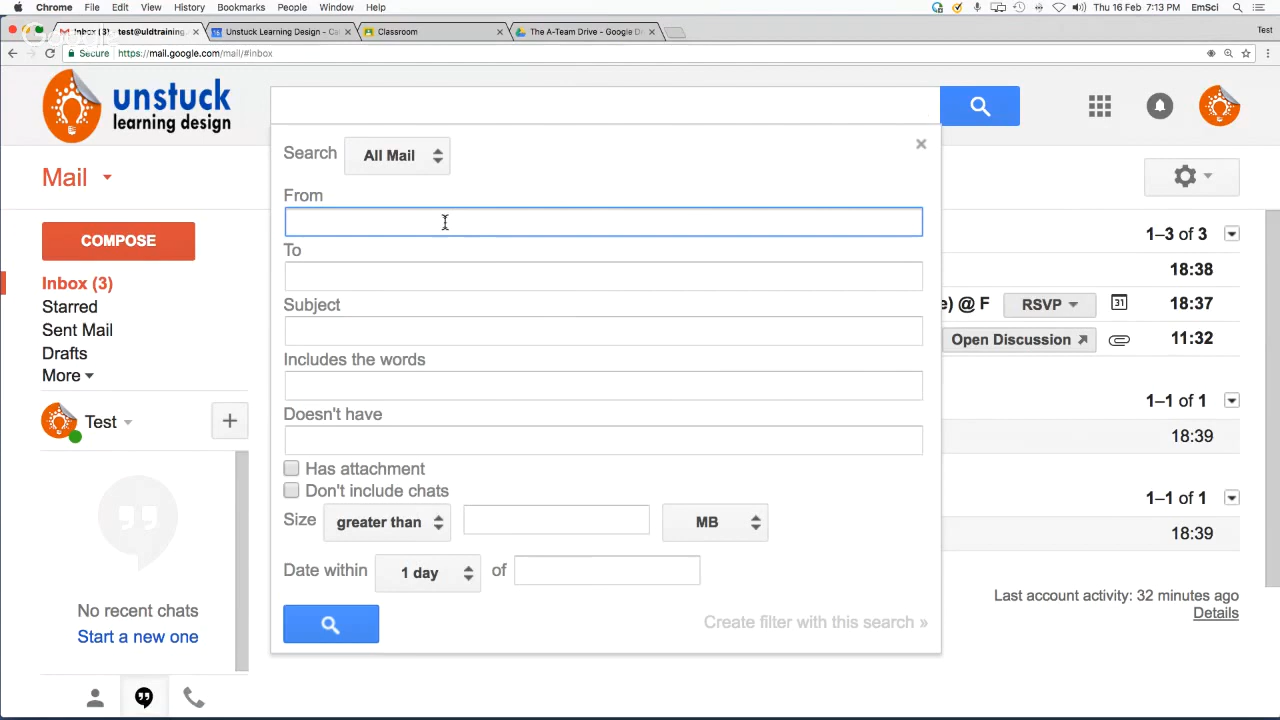 Chrome File Edit View History Bookmarks People Window Help Thu 16 Feb 7:13 PM EmSci
Inbox (3) - test@uldtraining. Unstuck Learning Design - Ca Classroom The A-Team Drive - Google D Test
Secure https://mail.google.com/mail/#inbox
unstuck
learning design
Search All Mail
Mail
From
COMPOSE
1–3 of 3
To
18:38
Inbox (3)
Starred
Subject
e) @ F RSVP 31 18:37
Sent Mail
Open Discussion 11:32
Drafts
Includes the words
More
1–1 of 1
Doesn't have
Test
18:39
Has attachment
Don't include chats
1–1 of 1
Size greater than MB
18:39
Date within 1 day of
Last account activity: 32 minutes ago
No recent chats
Details
Create filter with this search »
Start a new one